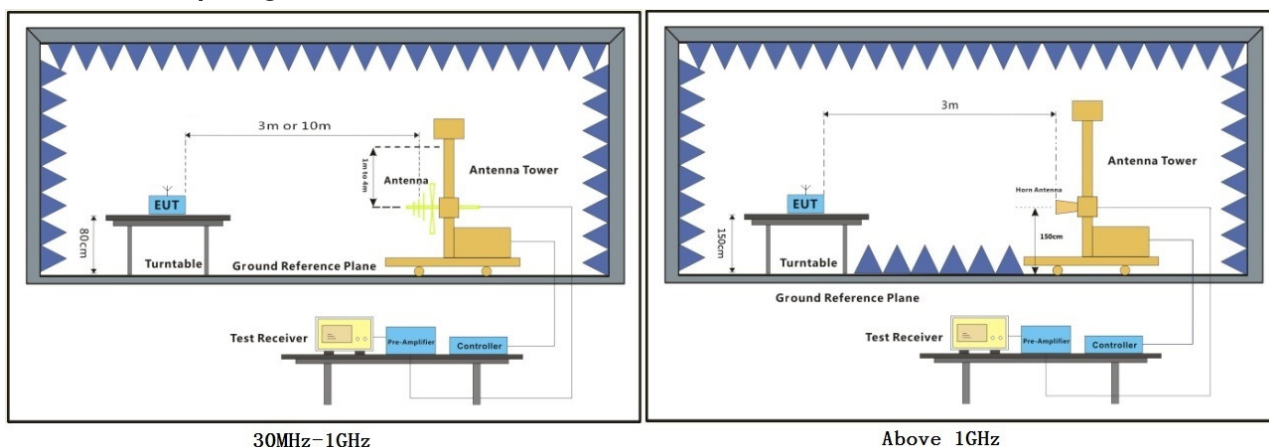 3m or 10m
1m to 4m
Antenna
Antenna Tower
EUT
80cm
Turntable
Ground Reference Plane
Test Receiver
Pre-Amplifier
Controller
30MHz-1GHz
3m
Antenna Tower
Horn Antenna
EUT
150cm
150cm
Turntable
Ground Reference Plane
Test Receiver
Pre-Amplifier
Controller
Above 1GHz